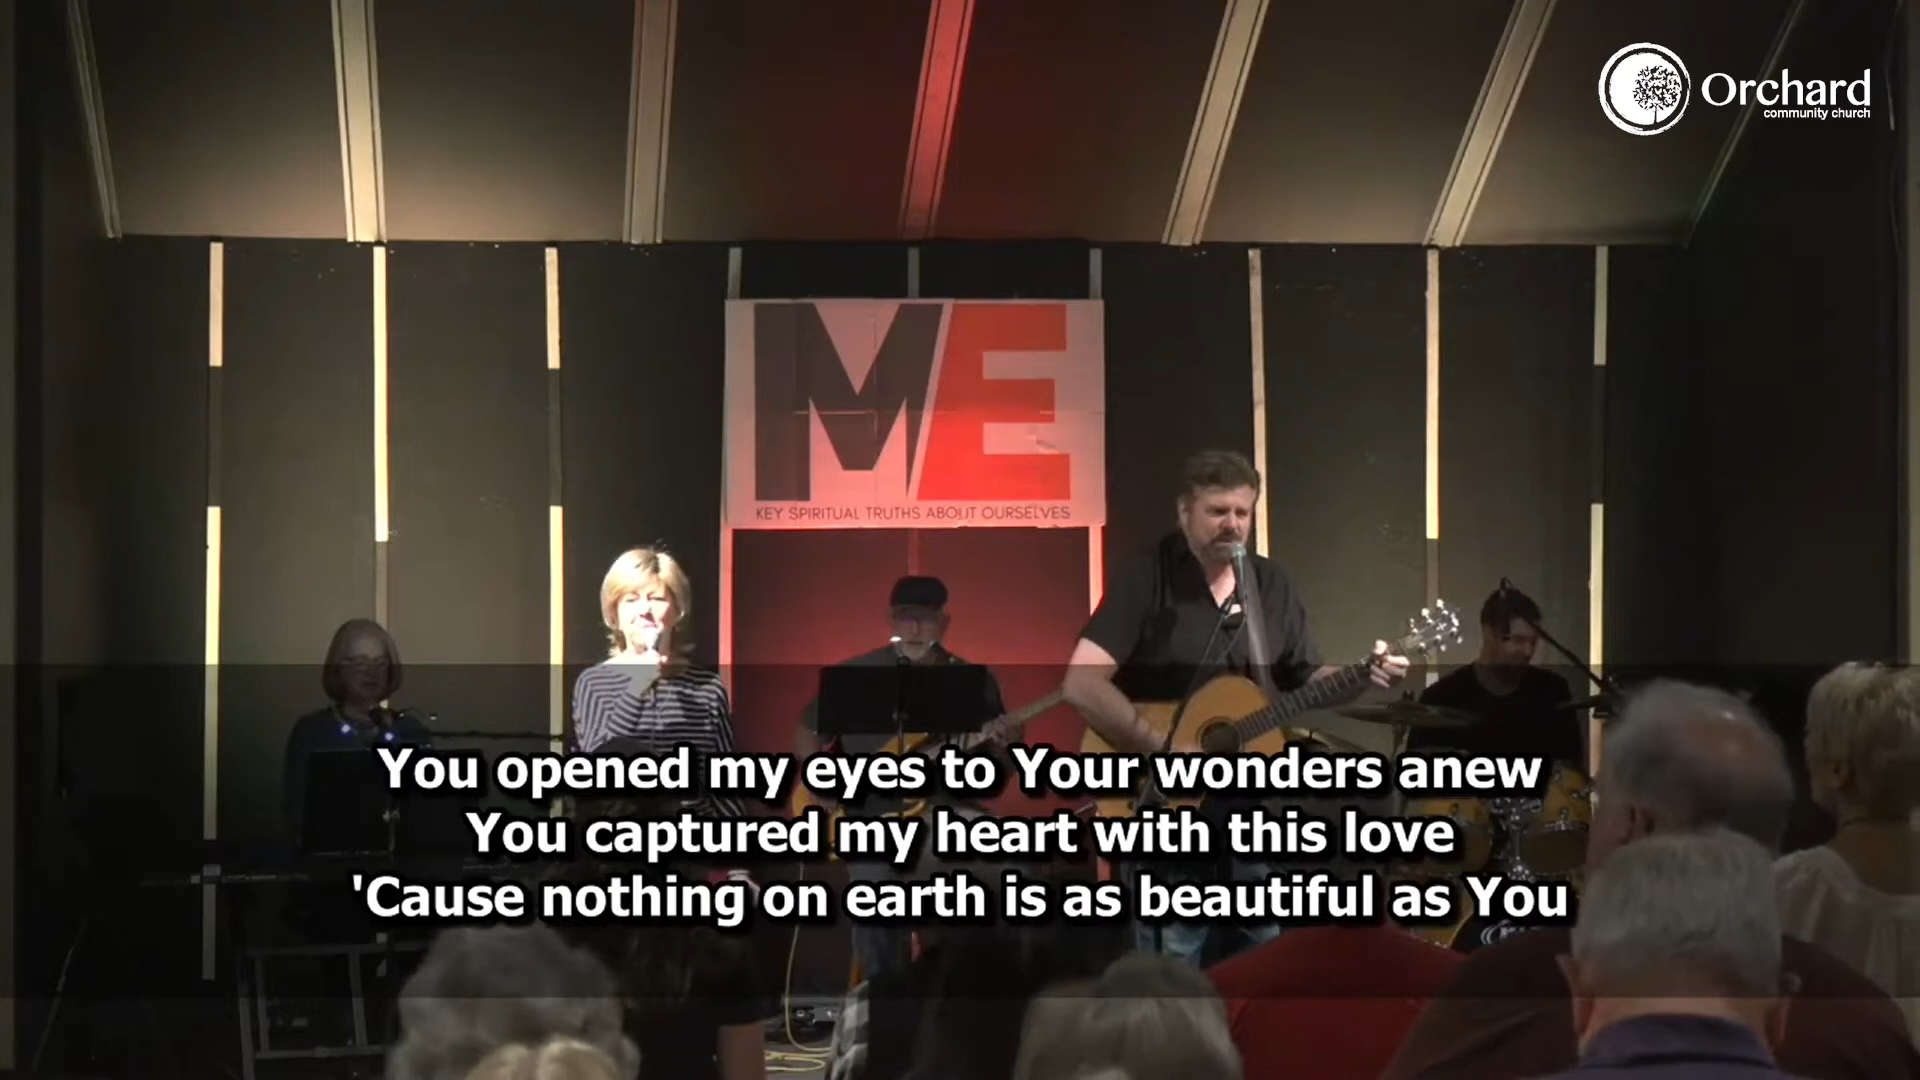 Orchard
community church
ME
KEY SPIRITUAL TRUTHS ABOUT OURSELVES
You opened my eyes to Your wonders anew
You captured my heart with this love
'Cause nothing on earth is as beautiful as You